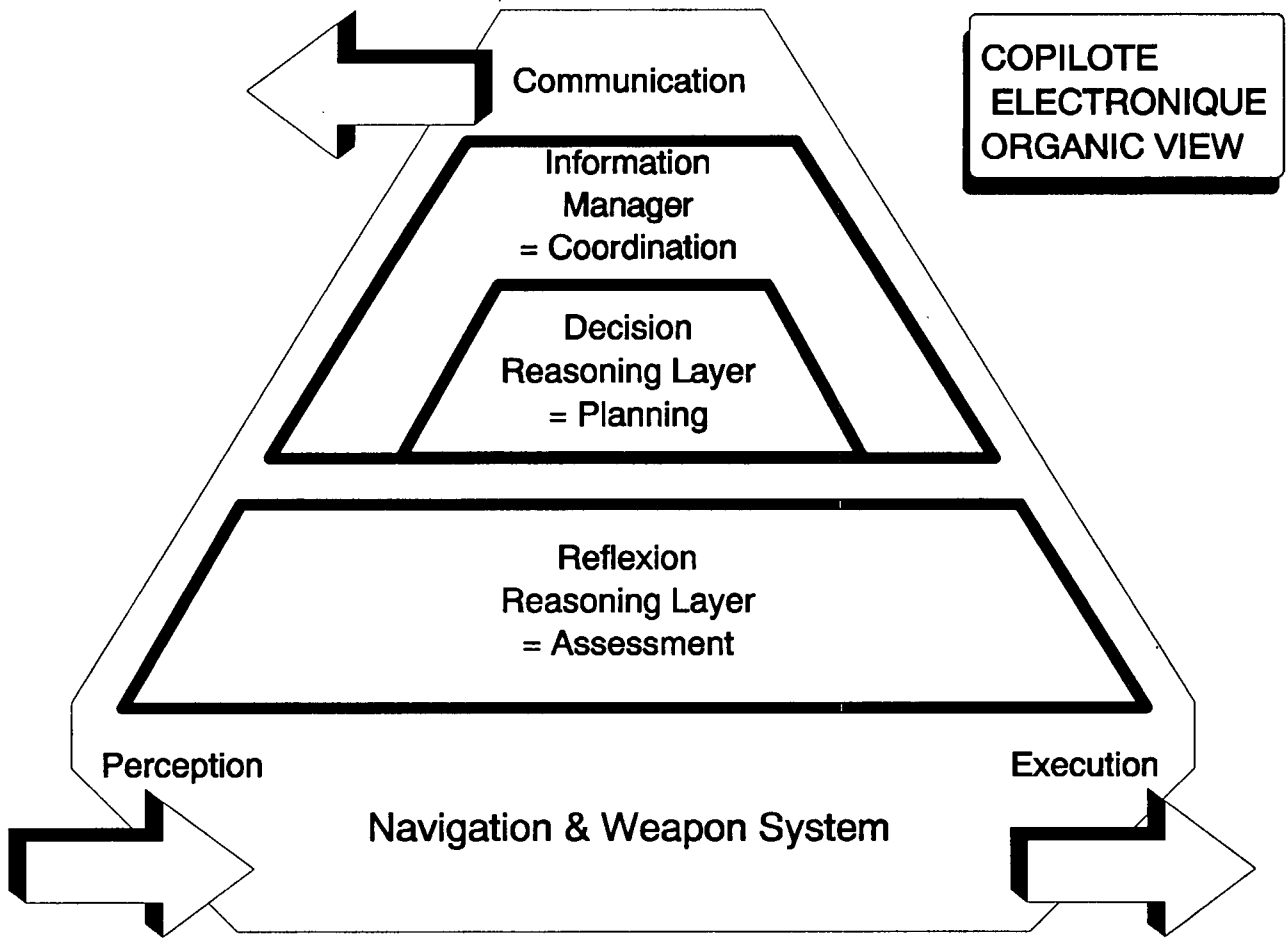 COPILOTE
ELECTRONIQUE
ORGANIC VIEW
Communication
Information
Manager
= Coordination
Decision
Reasoning Layer
= Planning
Reflexion
Reasoning Layer
= Assessment
Perception
Execution
Navigation & Weapon System